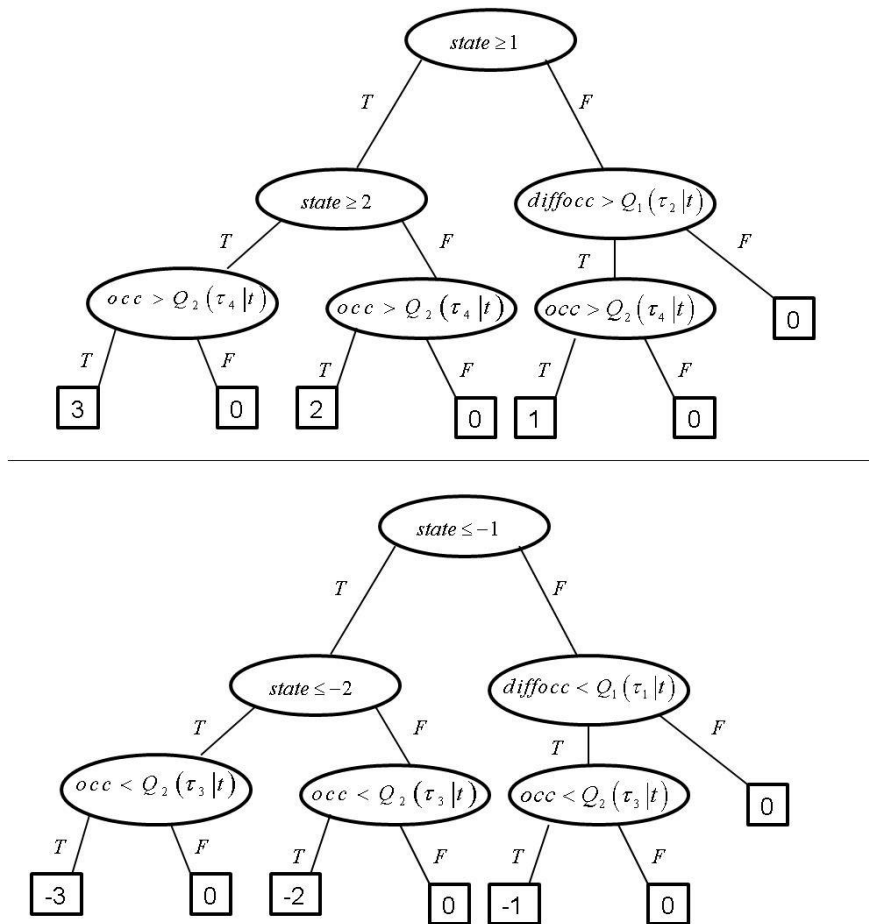 state ≥ 1
T F
state ≥ 2 diffocc > Q₁(τ₂|t)
T F T F
occ > Q₂(τ₄|t) occ > Q₂(τ₄|t) occ > Q₂(τ₄|t) 0
T F T F T F
3 0 2 0 1 0
state ≤ −1
T F
state ≤ −2 diffocc < Q₁(τ₁|t)
T F T F
occ < Q₂(τ₃|t) occ < Q₂(τ₃|t) occ < Q₂(τ₃|t) 0
T F T F T F
-3 0 -2 0 -1 0